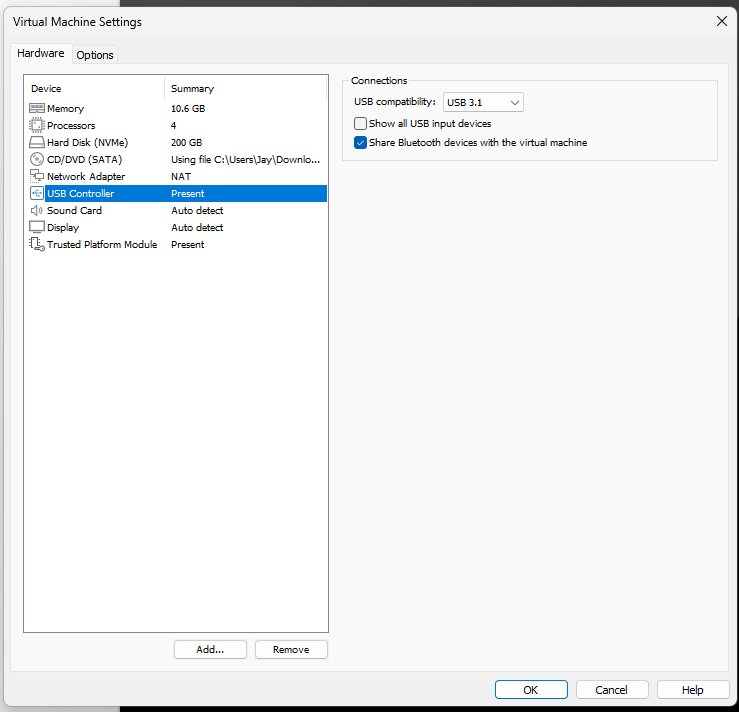 Virtual Machine Settings
Hardware Options
Device Summary
Memory 10.6 GB
Processors 4
Hard Disk (NVMe) 200 GB
CD/DVD (SATA) Using file C:\Users\Jay\Downlo...
Network Adapter NAT
USB Controller Present
Sound Card Auto detect
Display Auto detect
Trusted Platform Module Present
Add... Remove
Connections
USB compatibility: USB 3.1
Show all USB input devices
Share Bluetooth devices with the virtual machine
OK Cancel Help